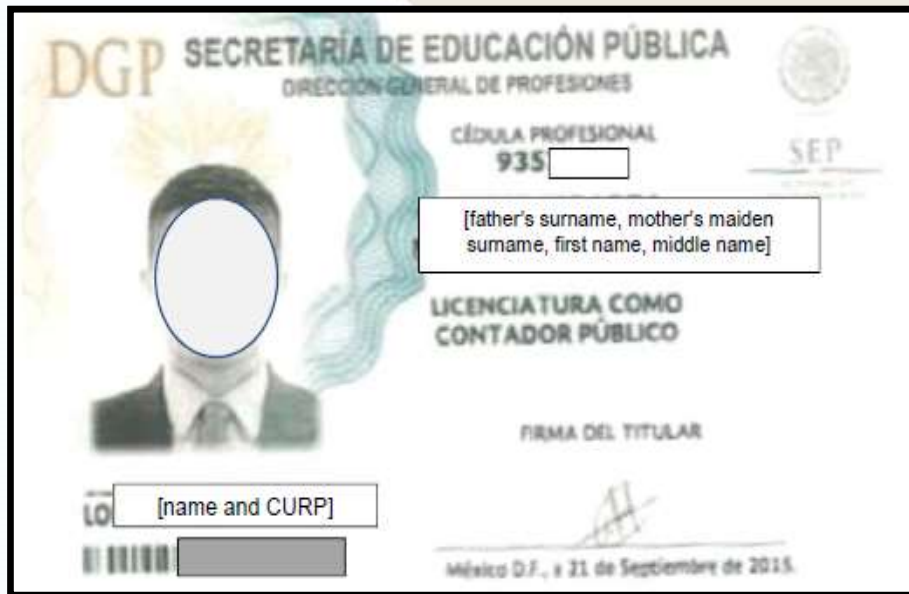 DGP
SECRETARÍA DE EDUCACIÓN PÚBLICA
DIRECCIÓN GENERAL DE PROFESIONES
CÉDULA PROFESIONAL
935
SEP
[father's surname, mother's maiden
surname, first name, middle name]
LICENCIATURA COMO
CONTADOR PÚBLICO
FIRMA DEL TITULAR
[name and CURP]
LO
México D.F., a 21 de Septiembre de 2015.